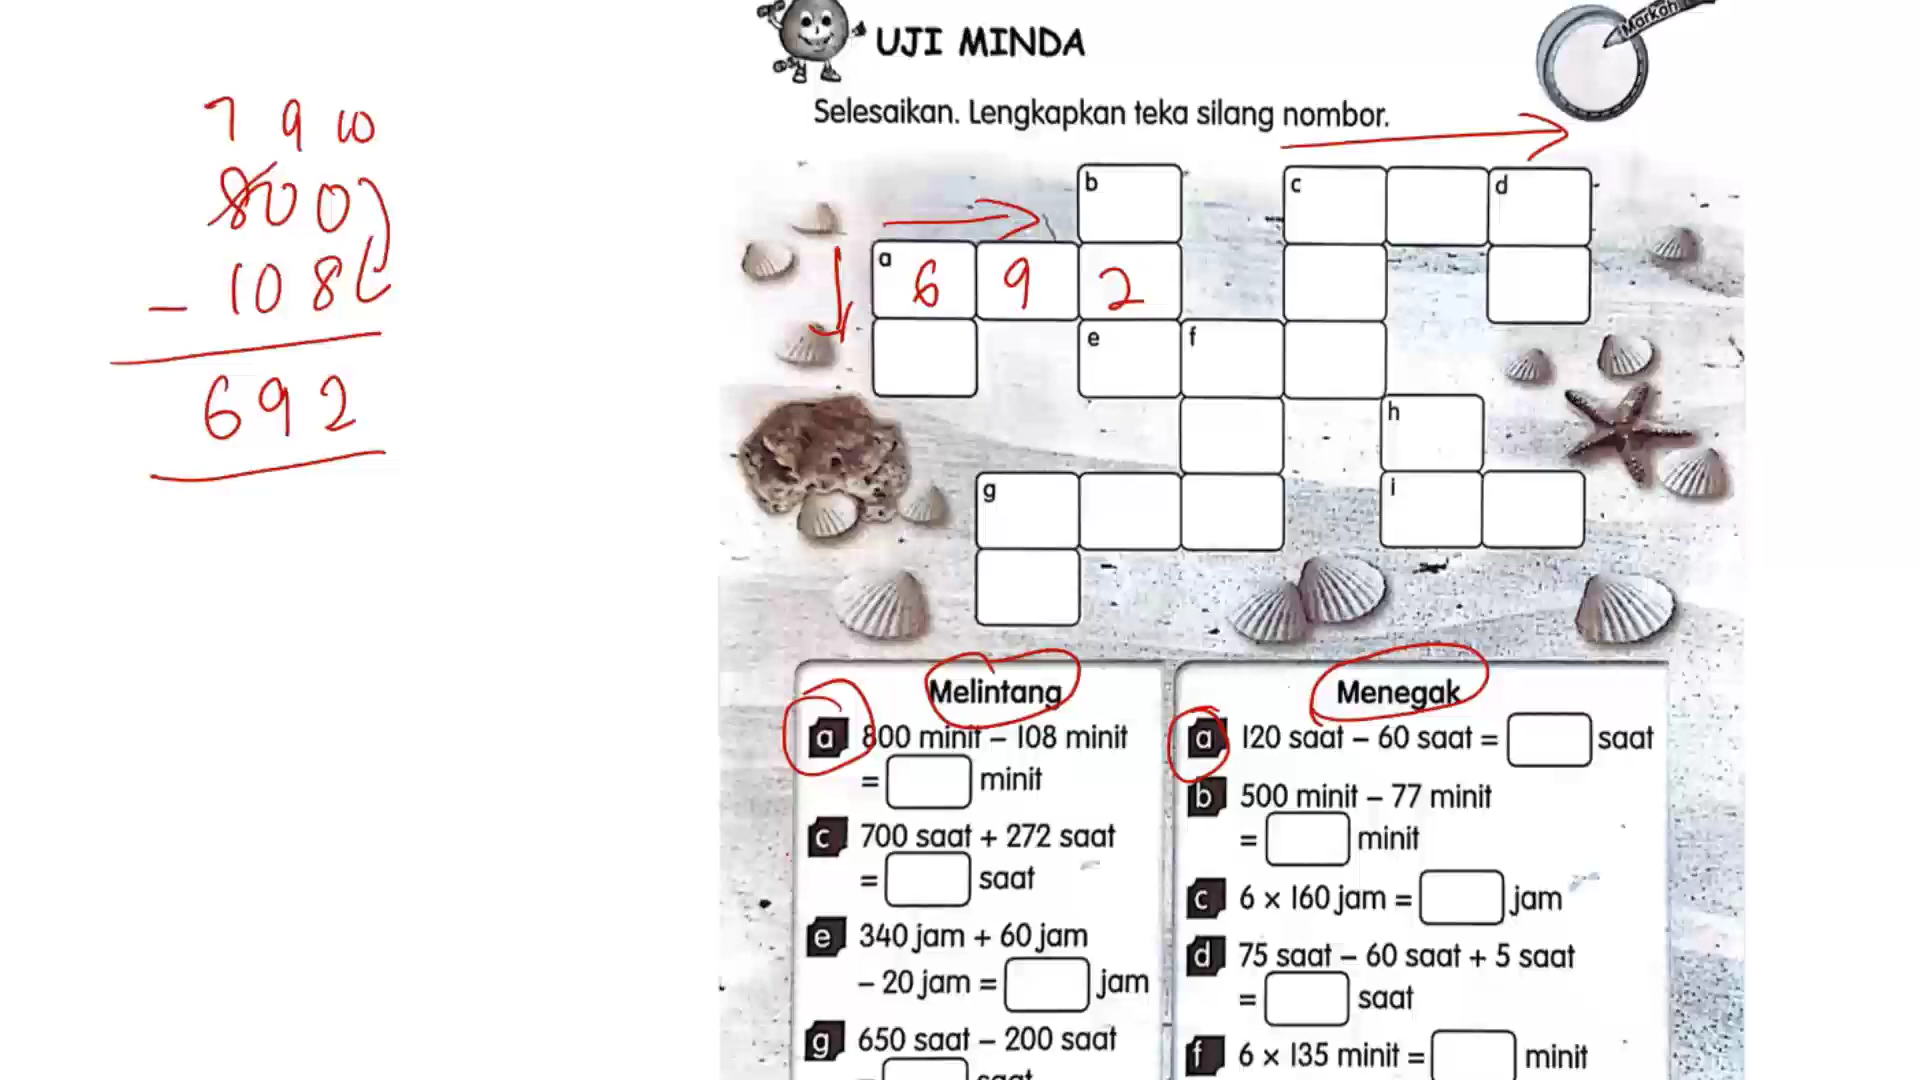 UJI MINDA
Markah
Selesaikan. Lengkapkan teka silang nombor.
7 9 10
800
- 108
692
b
c
d
a 6 9 2
e
f
h
g
i
Melintang
a 800 minit – 108 minit
= minit
c 700 saat + 272 saat
= saat
e 340 jam + 60 jam
– 20 jam = jam
g 650 saat – 200 saat
= saat
Menegak
a 120 saat – 60 saat = saat
b 500 minit – 77 minit
= minit
c 6 × 160 jam = jam
d 75 saat – 60 saat + 5 saat
= saat
f 6 × 135 minit = minit